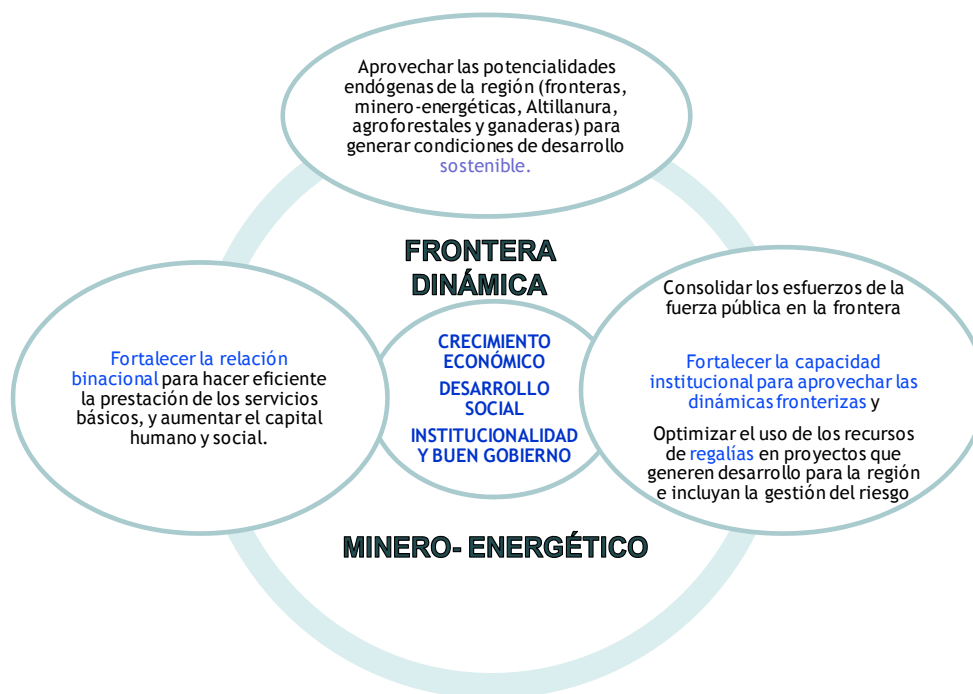 Aprovechar las potencialidades
endógenas de la región (fronteras,
minero-energéticas, Altillanura,
agroforestales y ganaderas) para
generar condiciones de desarrollo
sostenible.
FRONTERA
DINÁMICA
Fortalecer la relación
binacional para hacer eficiente
la prestación de los servicios
básicos, y aumentar el capital
humano y social.
CRECIMIENTO
ECONÓMICO
DESARROLLO
SOCIAL
INSTITUCIONALIDAD
Y BUEN GOBIERNO
Consolidar los esfuerzos de la
fuerza pública en la frontera
Fortalecer la capacidad
institucional para aprovechar las
dinámicas fronterizas y
Optimizar el uso de los recursos
de regalías en proyectos que
generen desarrollo para la región
e incluyan la gestión del riesgo
MINERO- ENERGÉTICO